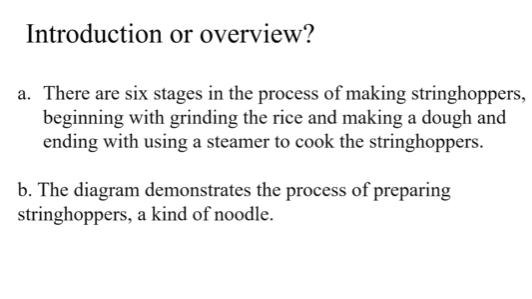 Introduction or overview?
a. There are six stages in the process of making stringhoppers,
beginning with grinding the rice and making a dough and
ending with using a steamer to cook the stringhoppers.
b. The diagram demonstrates the process of preparing
stringhoppers, a kind of noodle.